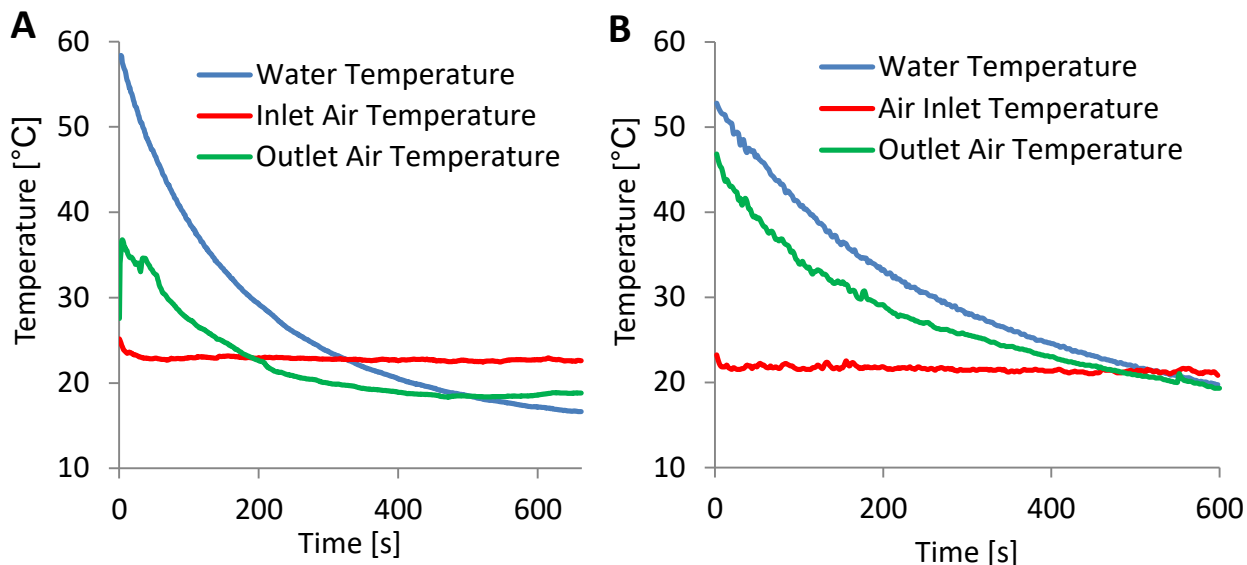 A
Temperature [°C]
60
50
40
30
20
10
Water Temperature
Inlet Air Temperature
Outlet Air Temperature
0
200
400
600
Time [s]
B
Temperature [°C]
60
50
40
30
20
10
Water Temperature
Air Inlet Temperature
Outlet Air Temperature
0
200
400
600
Time [s]